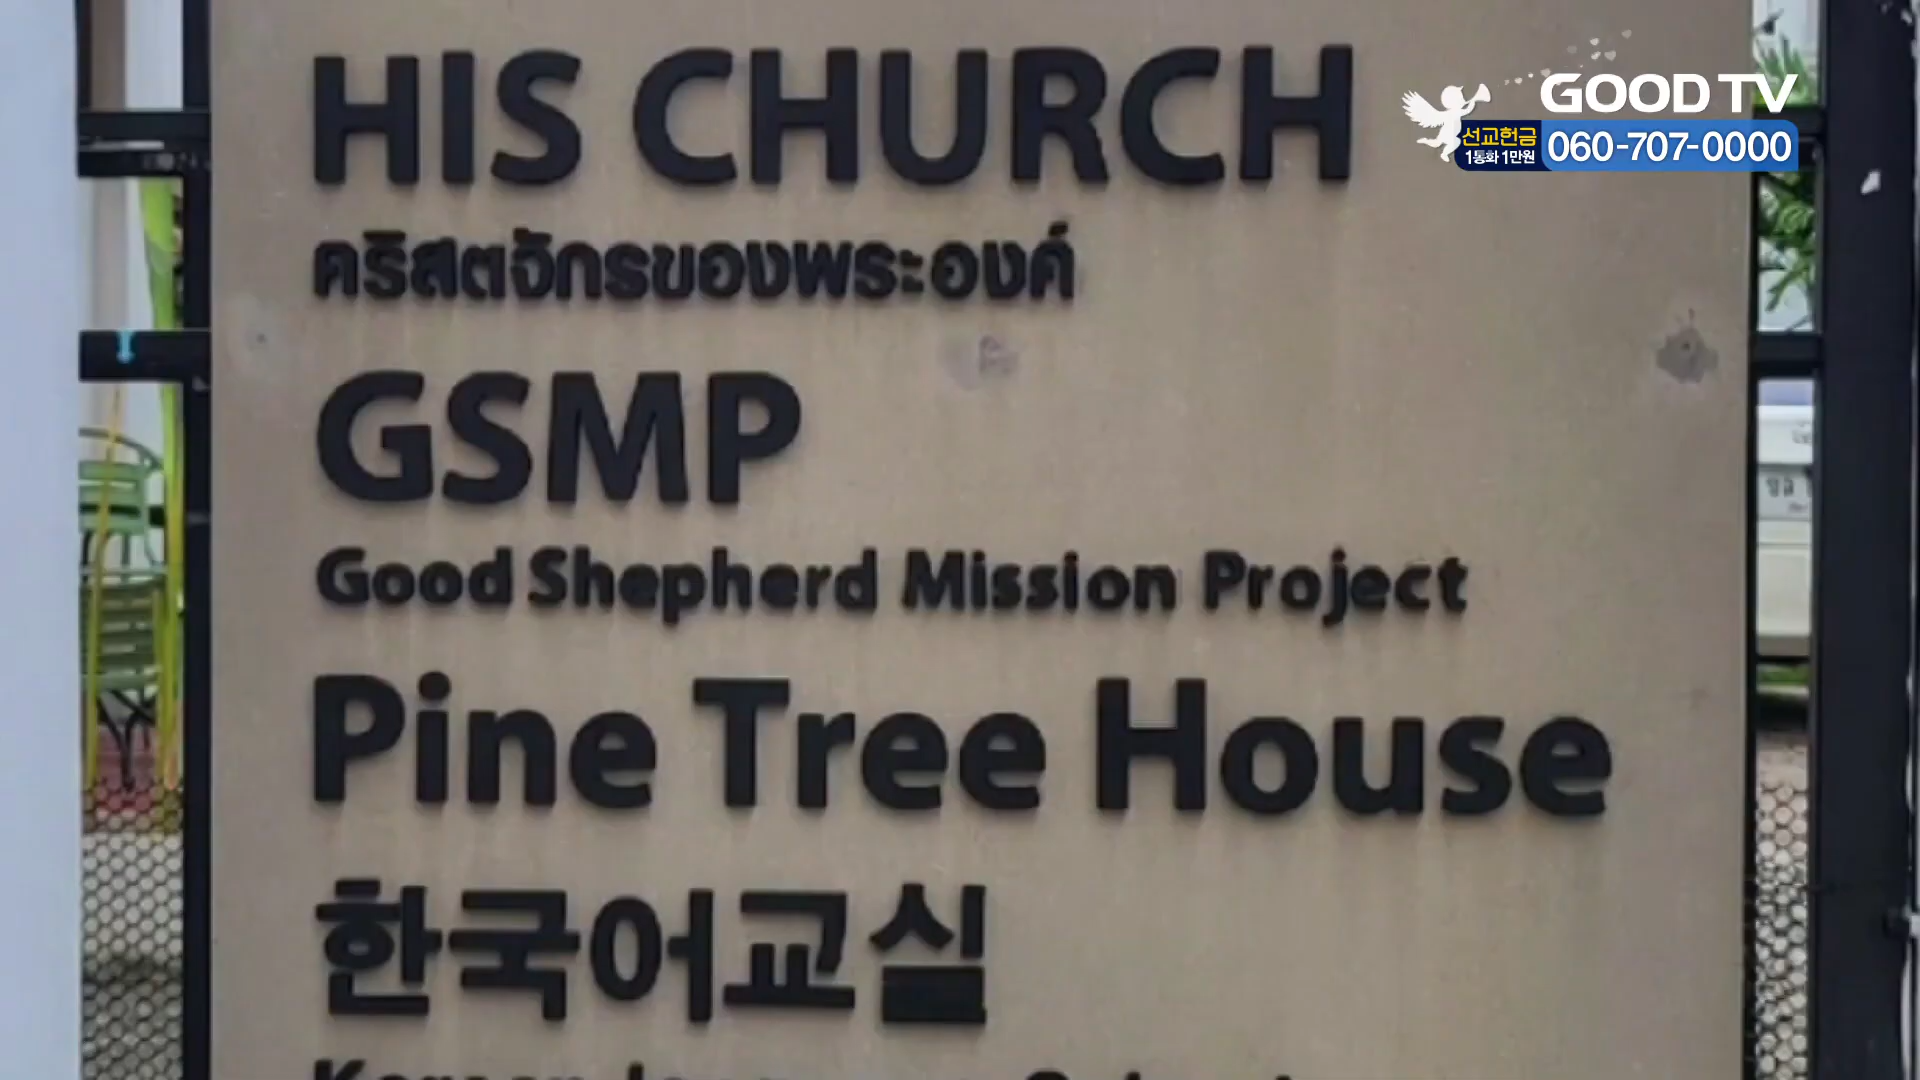 HIS CHURCH
คริสตจักรของพระองค์
GSMP
Good Shepherd Mission Project
Pine Tree House
한국어교실
GOOD TV
선교헌금
1통화 1만원
060-707-0000